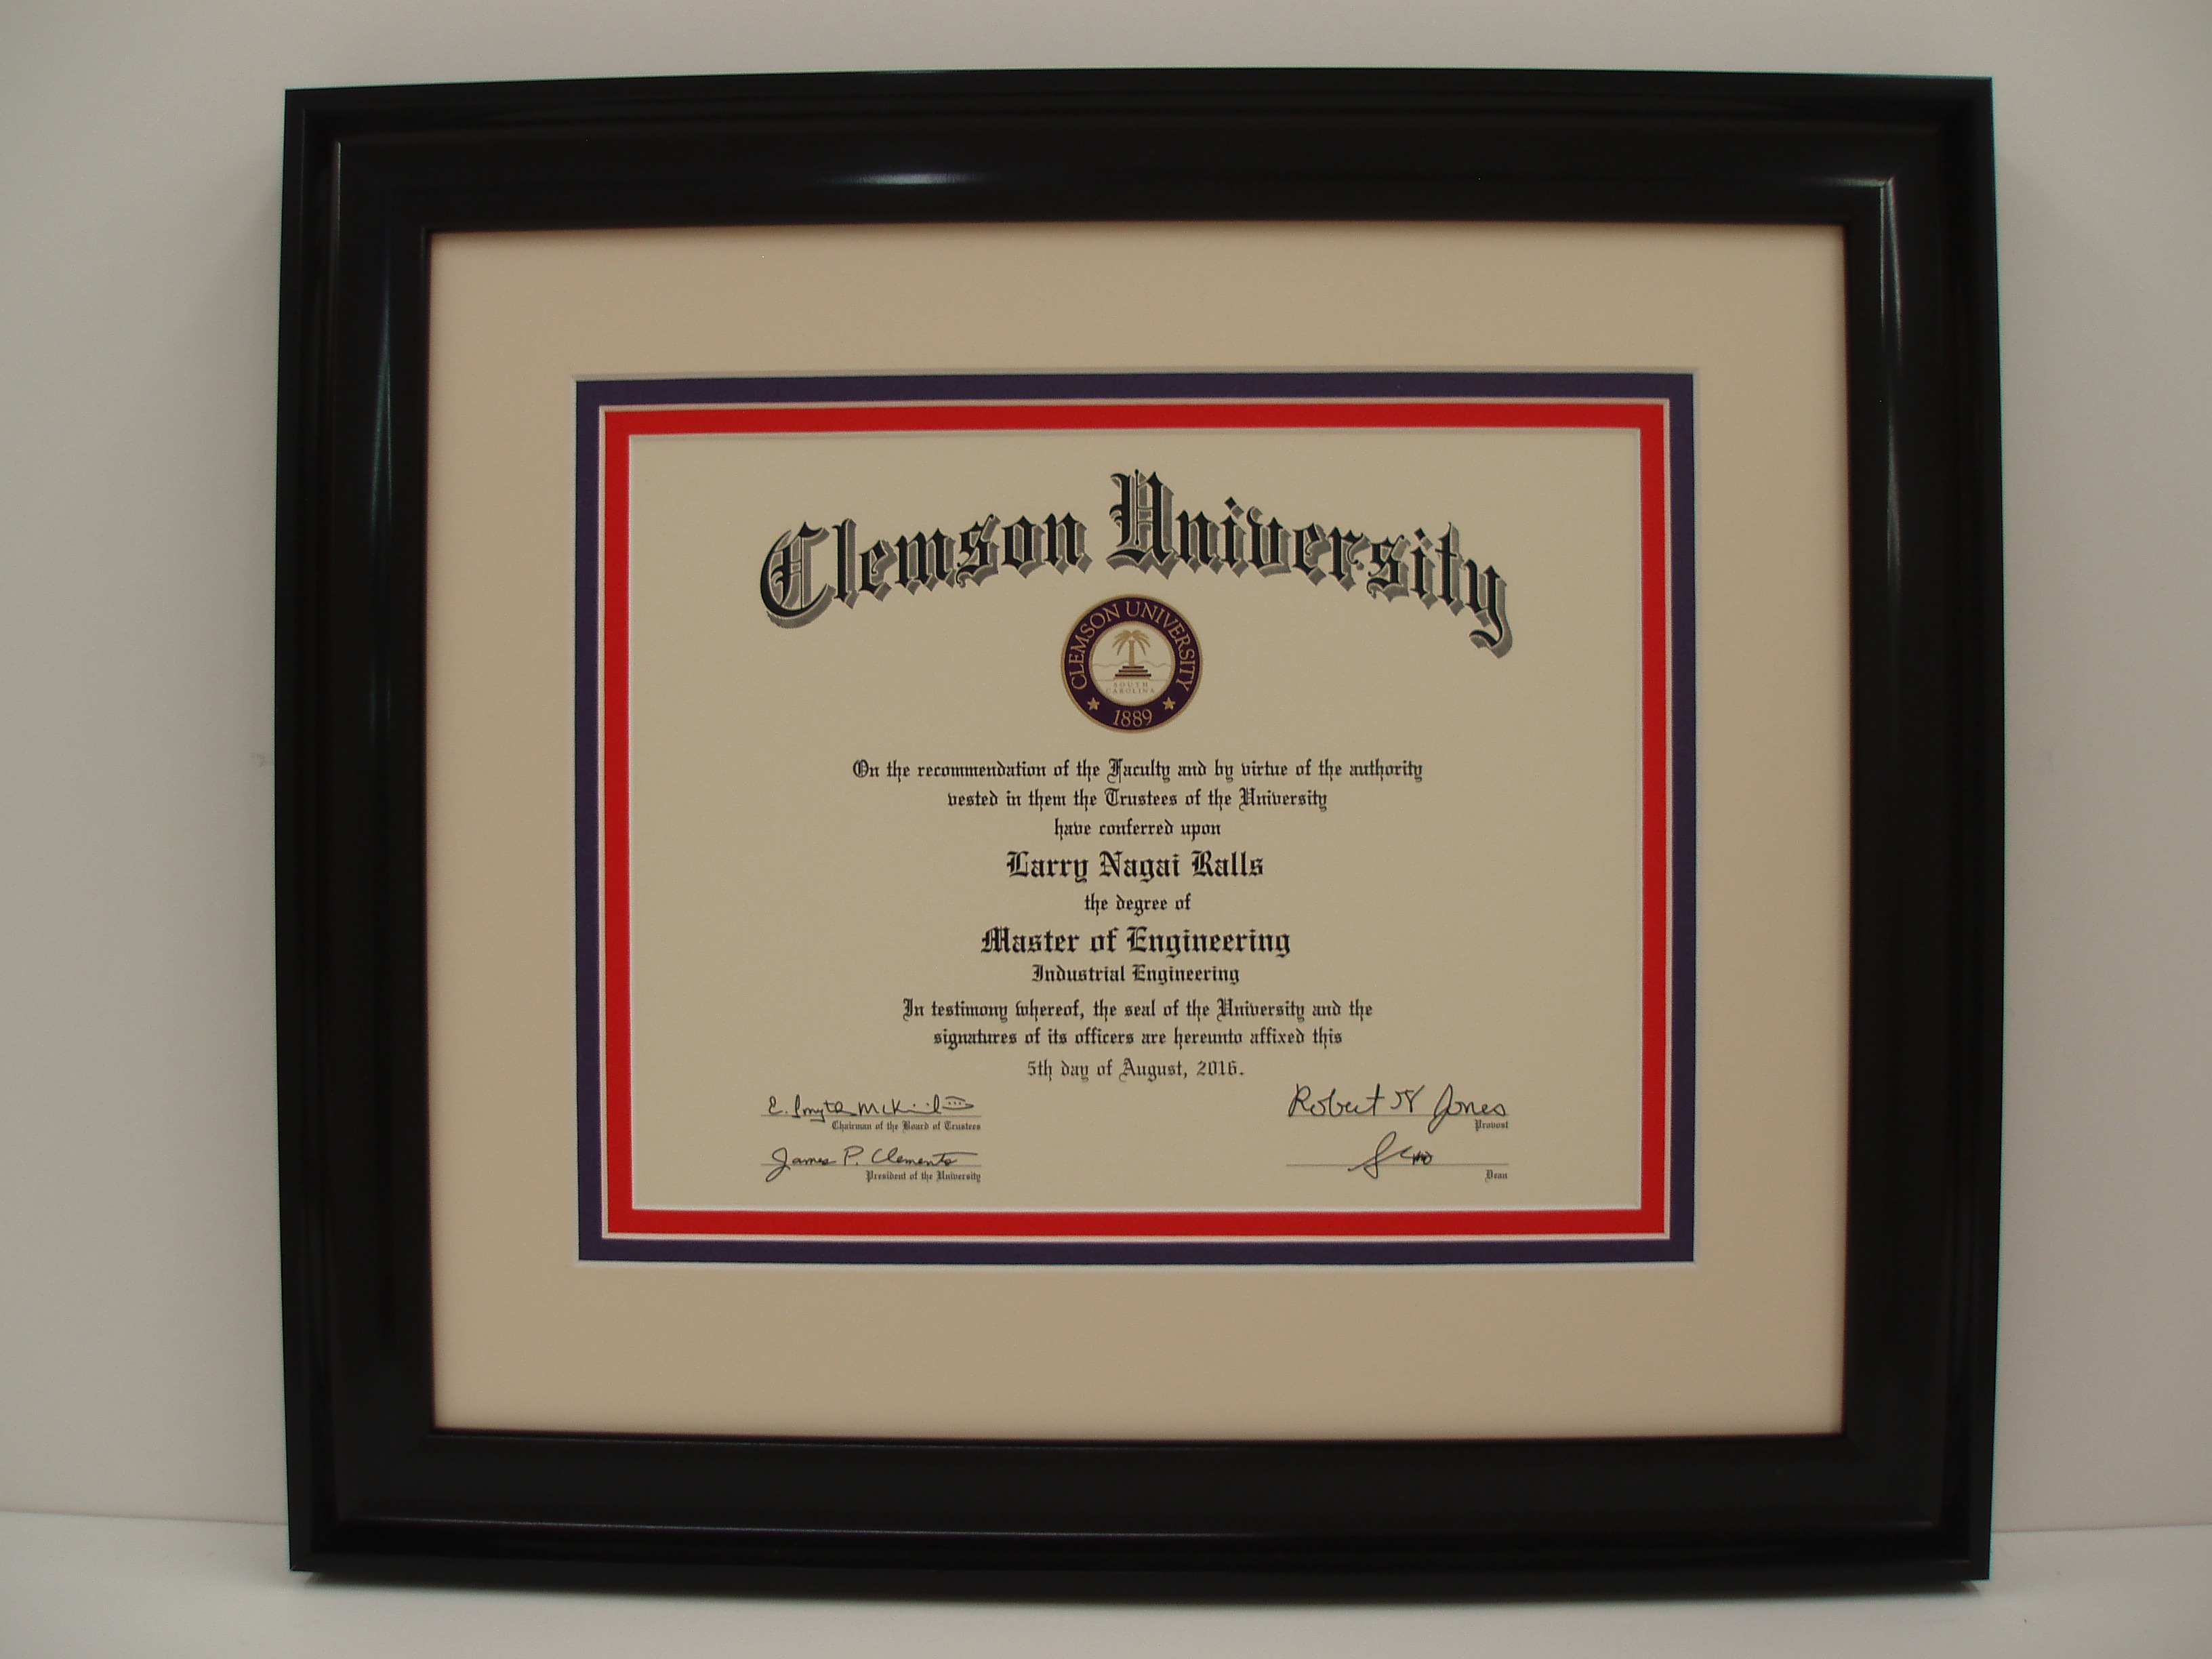 Clemson University
CLEMSON UNIVERSITY
SOUTH
CAROLINA
1889
On the recommendation of the Faculty and by virtue of the authority
vested in them the Trustees of the University
have conferred upon
Larry Nagai Ralls
the degree of
Master of Engineering
Industrial Engineering
In testimony whereof, the seal of the University and the
signatures of its officers are hereunto affixed this
5th day of August, 2016.
E. Smyth McKissick
Chairman of the Board of Trustees
Robert H Jones
Provost
James P. Clements
President of the University
Dean